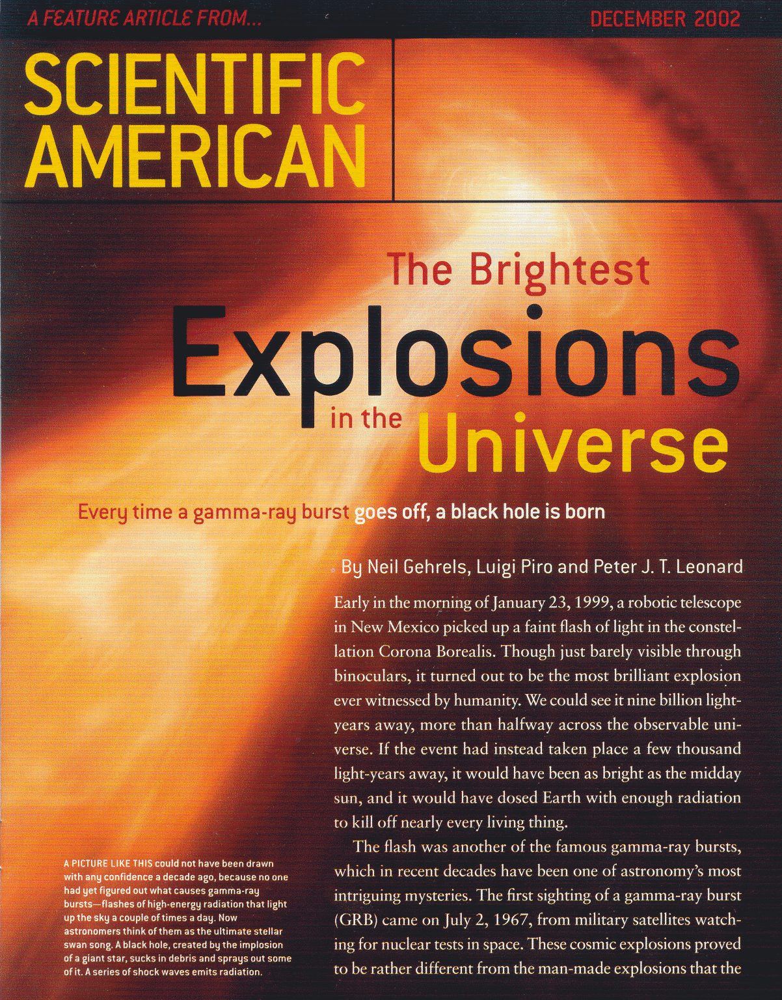 A FEATURE ARTICLE FROM...
DECEMBER 2002
SCIENTIFIC
AMERICAN
The Brightest
Explosions
in the Universe
Every time a gamma-ray burst goes off, a black hole is born
By Neil Gehrels, Luigi Piro and Peter J. T. Leonard
Early in the morning of January 23, 1999, a robotic telescope
in New Mexico picked up a faint flash of light in the constel-
lation Corona Borealis. Though just barely visible through
binoculars, it turned out to be the most brilliant explosion
ever witnessed by humanity. We could see it nine billion light-
years away, more than halfway across the observable uni-
verse. If the event had instead taken place a few thousand
light-years away, it would have been as bright as the midday
sun, and it would have dosed Earth with enough radiation
to kill off nearly every living thing.
The flash was another of the famous gamma-ray bursts,
which in recent decades have been one of astronomy's most
intriguing mysteries. The first sighting of a gamma-ray burst
(GRB) came on July 2, 1967, from military satellites watch-
ing for nuclear tests in space. These cosmic explosions proved
to be rather different from the man-made explosions that the
A PICTURE LIKE THIS could not have been drawn
with any confidence a decade ago, because no one
had yet figured out what causes gamma-ray
bursts—flashes of high-energy radiation that light
up the sky a couple of times a day. Now
astronomers think of them as the ultimate stellar
swan song. A black hole, created by the implosion
of a giant star, sucks in debris and sprays out some
of it. A series of shock waves emits radiation.